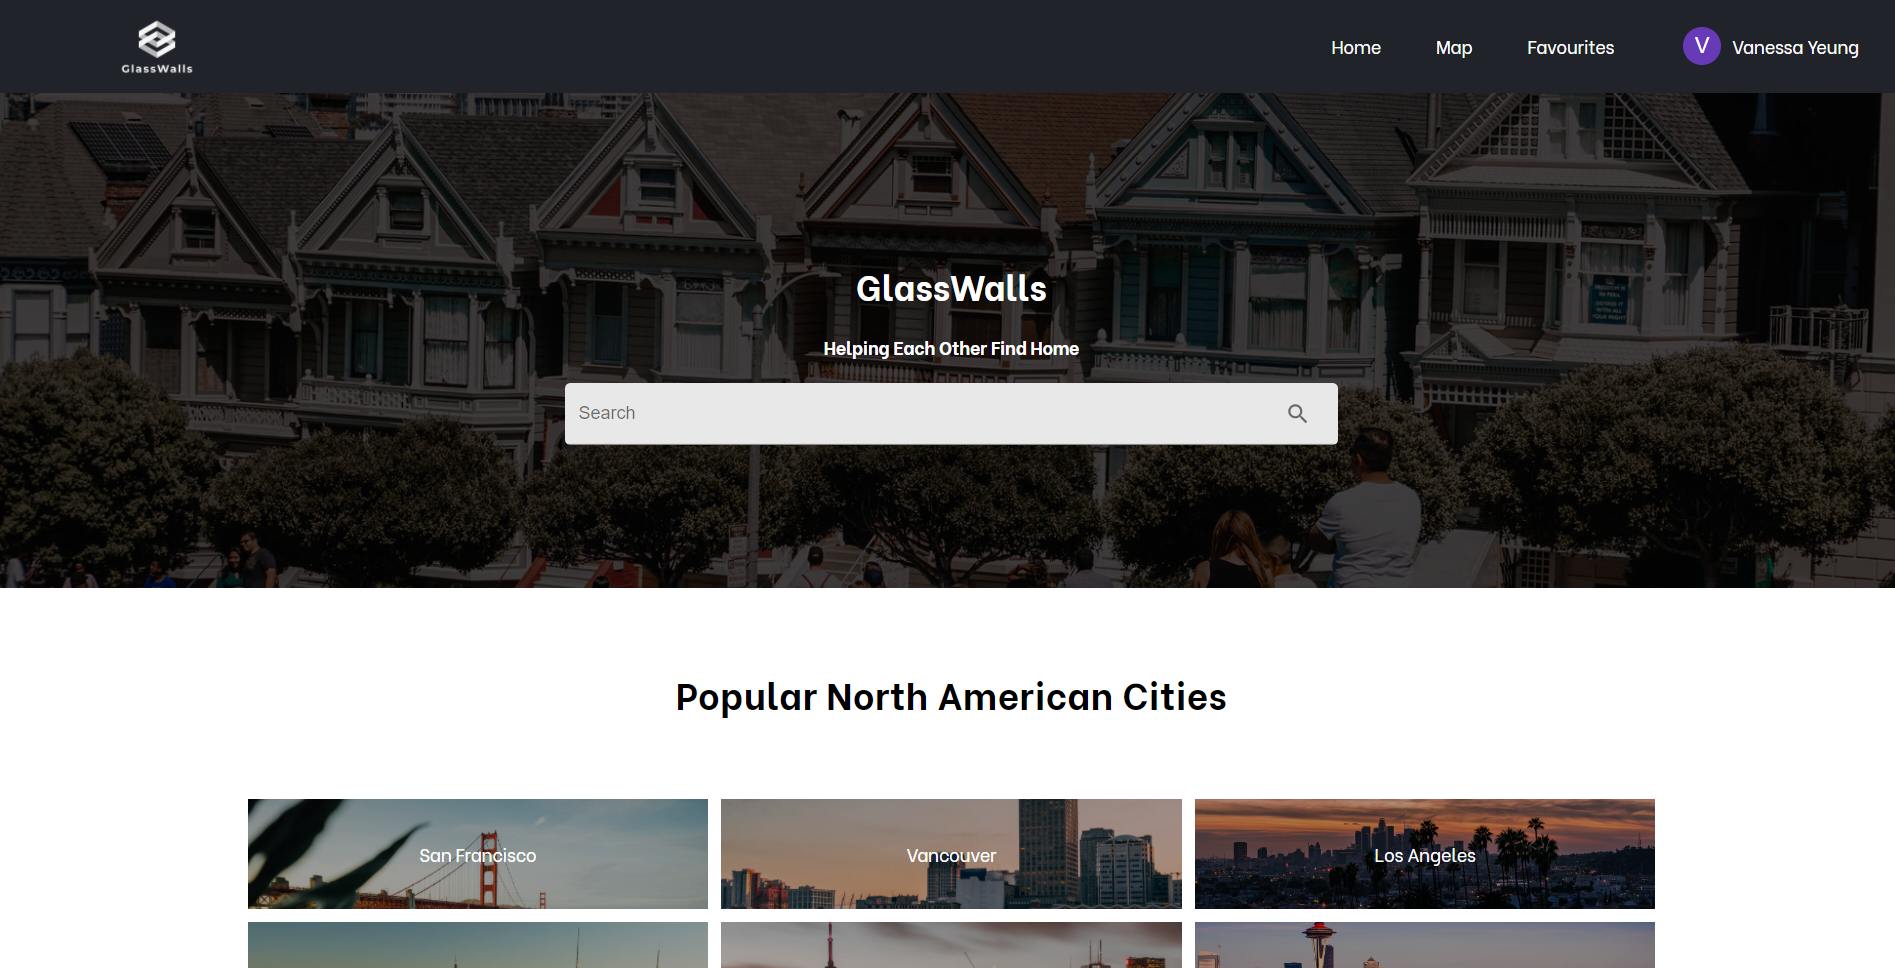 GlassWalls
Home
Map
Favourites
V
Vanessa Yeung
GlassWalls
Helping Each Other Find Home
Search
Popular North American Cities
San Francisco
Vancouver
Los Angeles